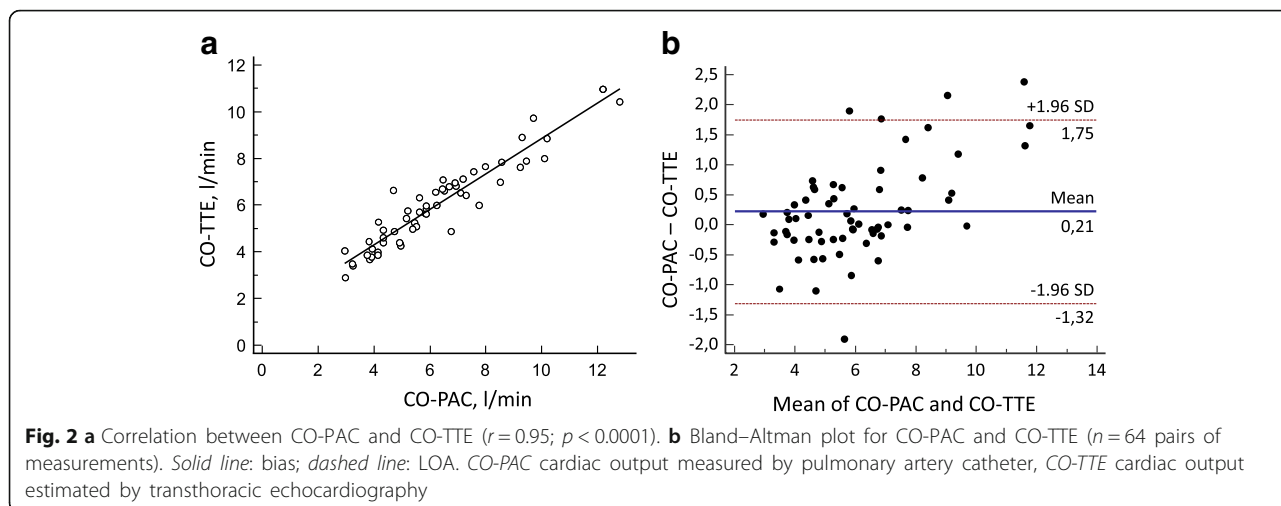 a
b
12
10
8
6
4
2
0
CO-TTE, l/min
0 2 4 6 8 10 12
CO-PAC, l/min
2,5
2,0
1,5
1,0
0,5
0,0
-0,5
-1,0
-1,5
-2,0
CO-PAC – CO-TTE
+1.96 SD
1,75
Mean
0,21
-1.96 SD
-1,32
2 4 6 8 10 12 14
Mean of CO-PAC and CO-TTE
Fig. 2 a Correlation between CO-PAC and CO-TTE (r = 0.95; p < 0.0001). b Bland–Altman plot for CO-PAC and CO-TTE (n = 64 pairs of
measurements). Solid line: bias; dashed line: LOA. CO-PAC cardiac output measured by pulmonary artery catheter, CO-TTE cardiac output
estimated by transthoracic echocardiography